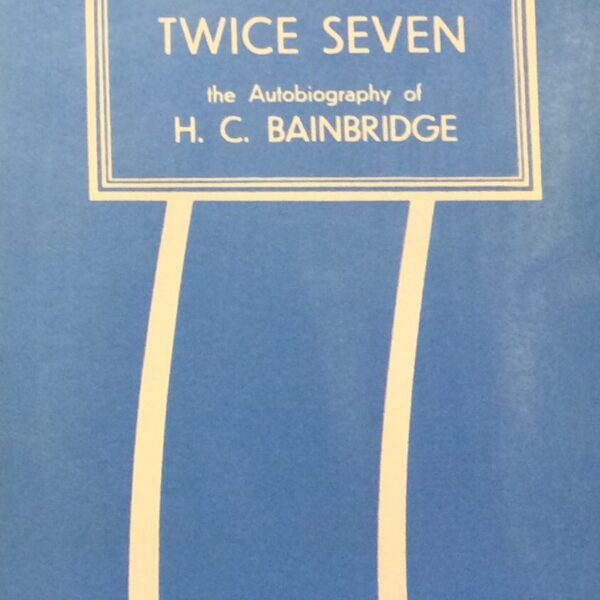 TWICE SEVEN
the Autobiography of
H. C. BAINBRIDGE